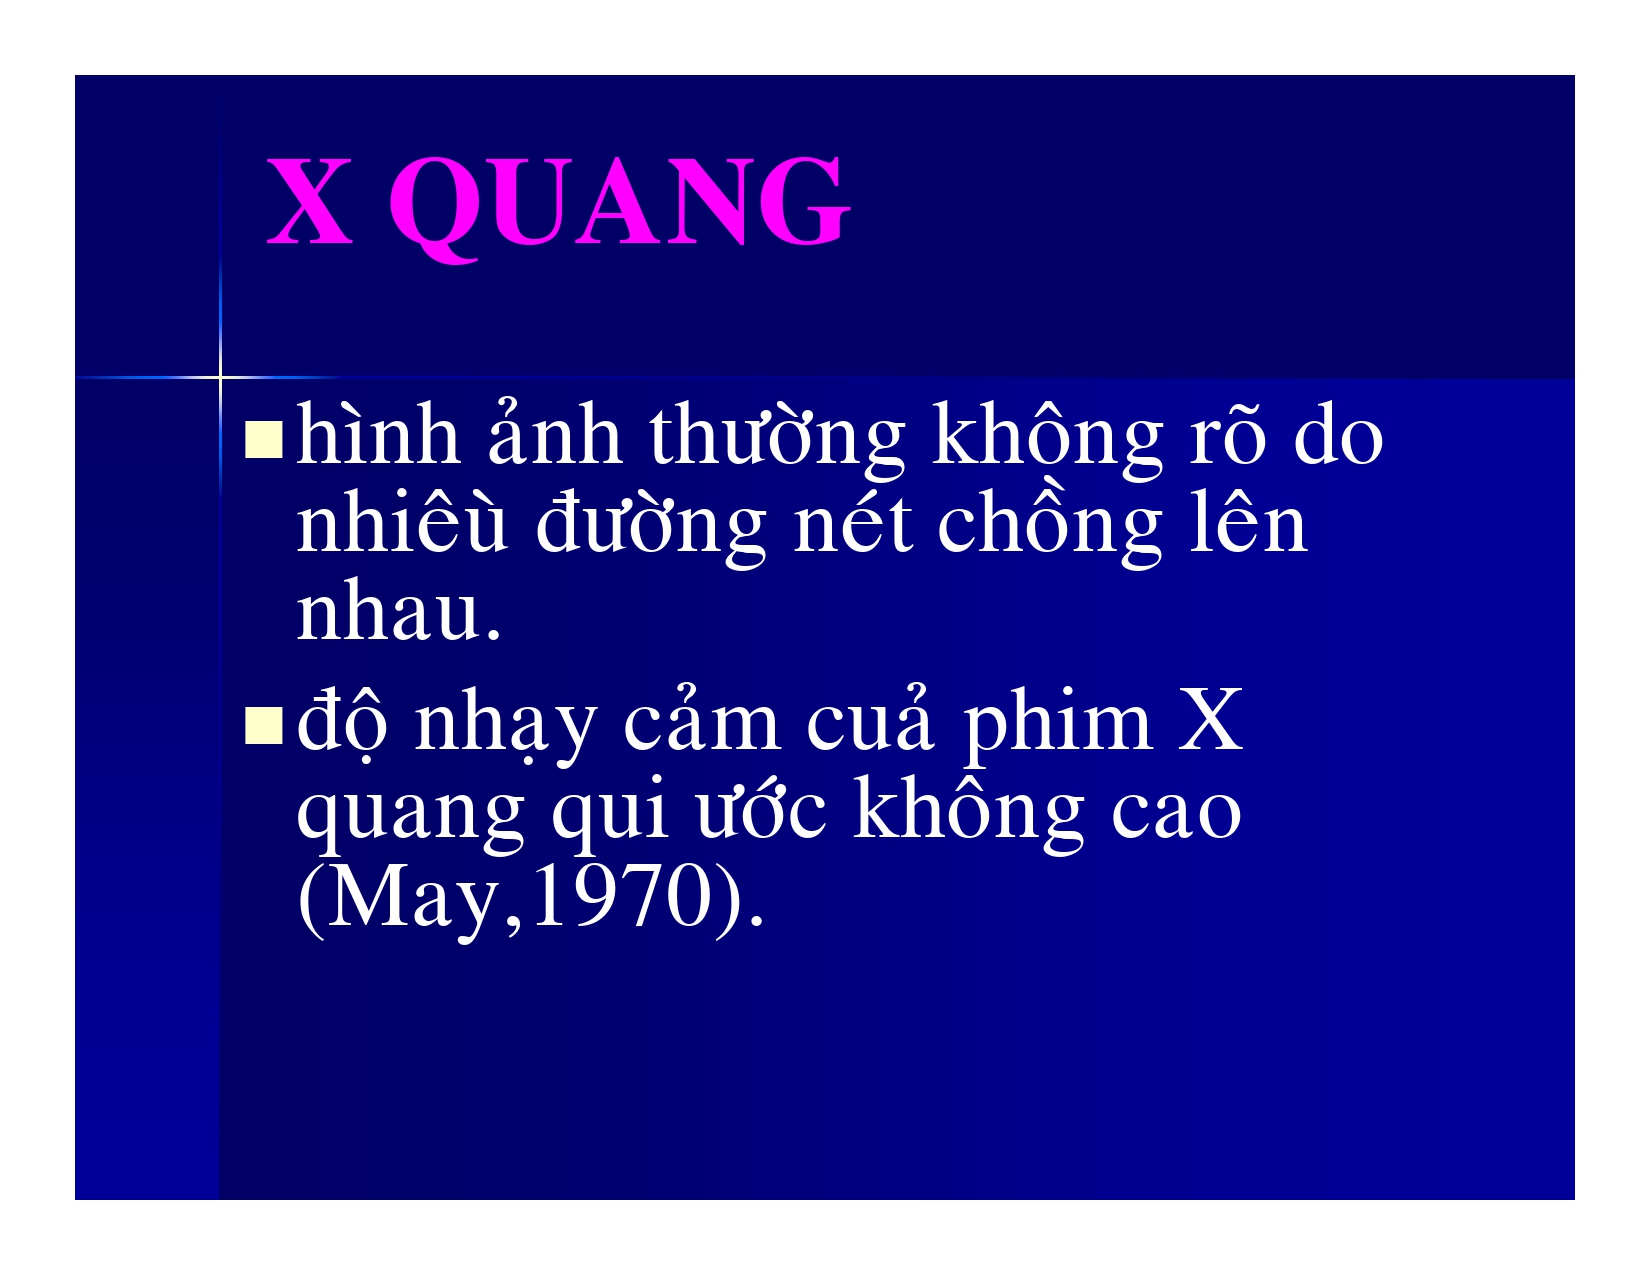 X QUANG
hình ảnh thường không rõ do
nhiêù đường nét chồng lên
nhau.
độ nhạy cảm cuả phim X
quang qui ước không cao
(May,1970).